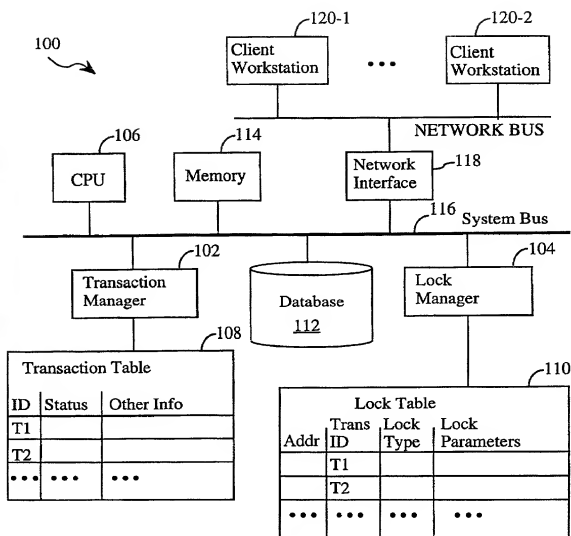 100
120-1
120-2
Client
Workstation
•••
Client
Workstation
NETWORK BUS
106
CPU
114
Memory
Network
Interface
118
116
System Bus
102
Transaction
Manager
Database
112
104
Lock
Manager
108
Transaction Table
ID Status Other Info
T1
T2
••• ••• •••
110
Lock Table
Addr Trans ID Lock Type Lock Parameters
T1
T2
••• ••• ••• •••